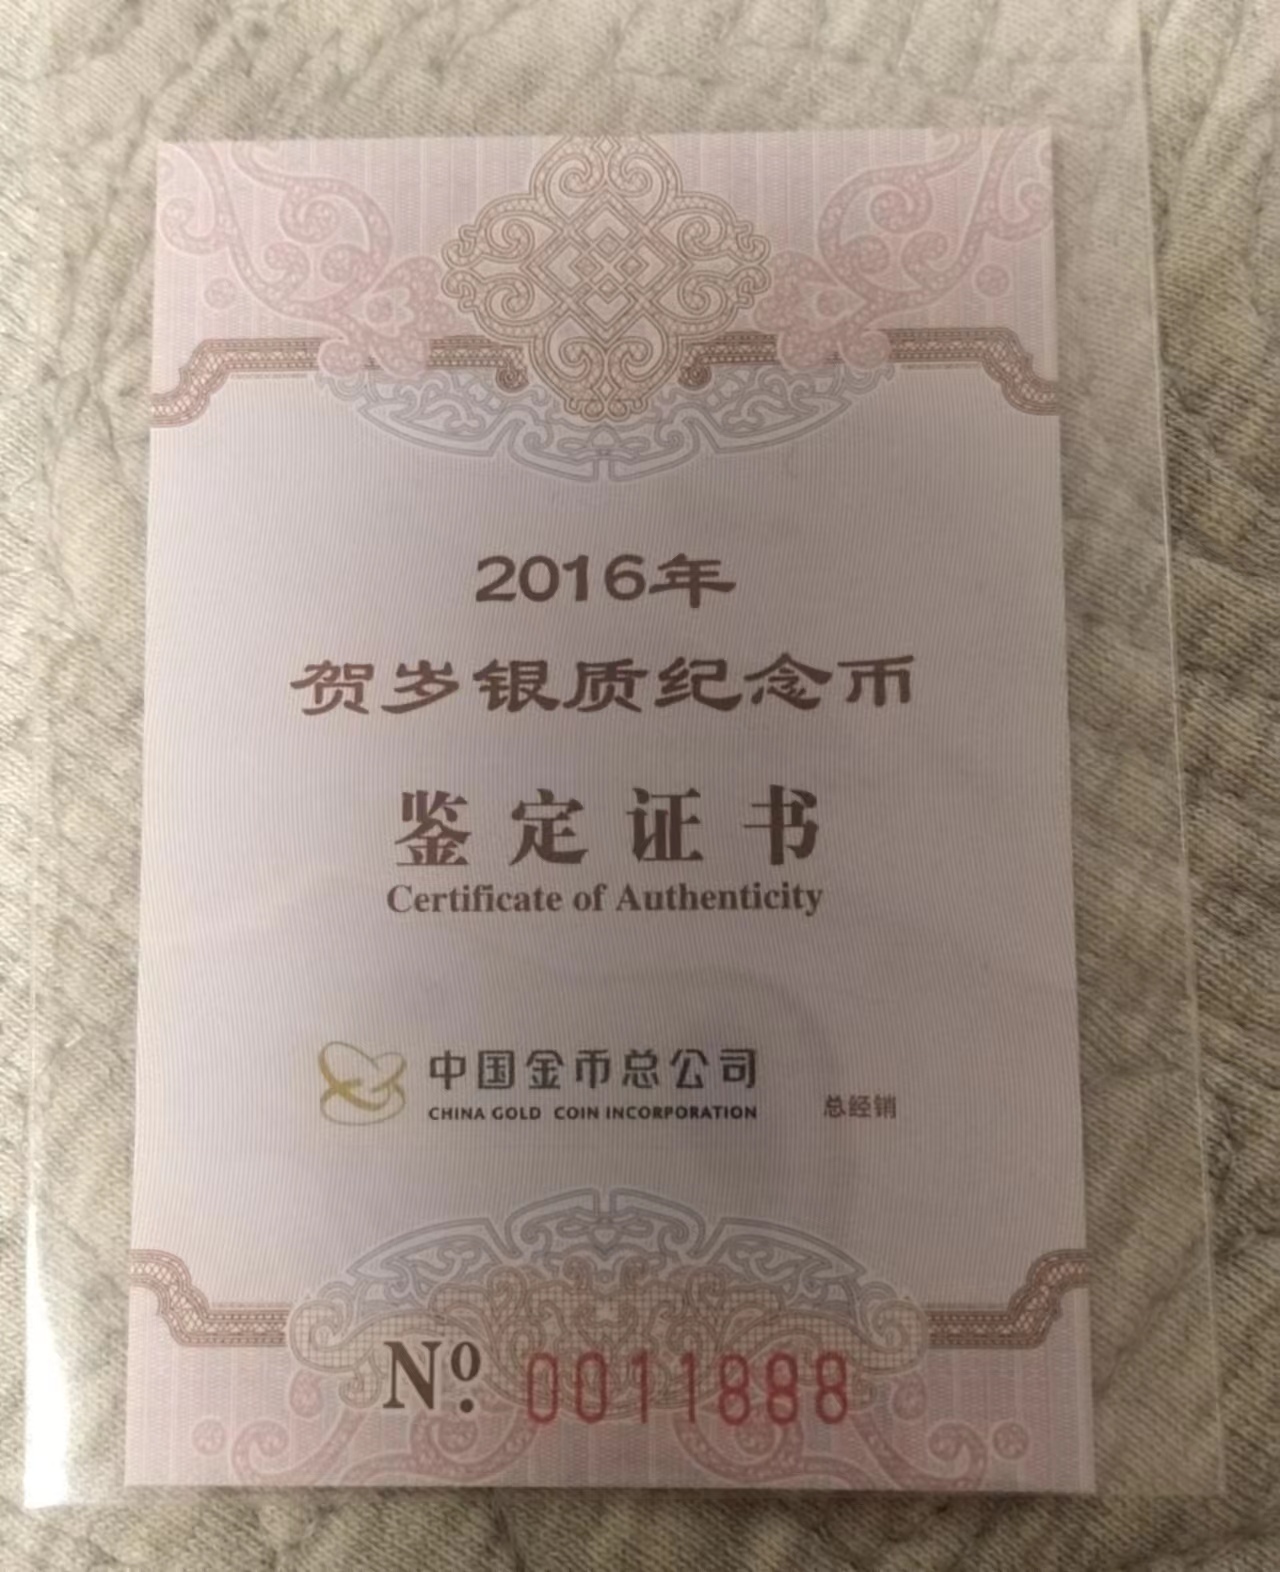 2016年
贺岁银质纪念币
鉴定证书
Certificate of Authenticity
中国金币总公司
CHINA GOLD COIN INCORPORATION
总经销
Nº. 0011888